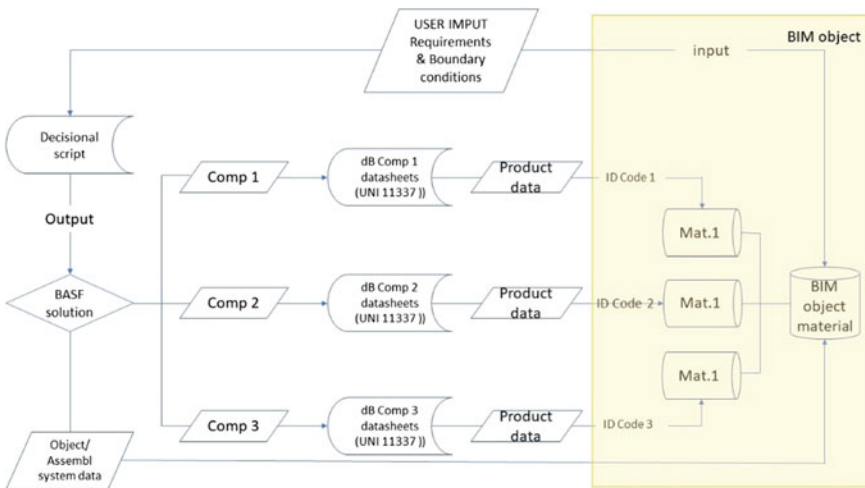 USER IMPUT
Requirements
& Boundary
conditions
BIM object
input
Decisional
script
Output
BASF
solution
Comp 1
dB Comp 1
datasheets
(UNI 11337 ))
Product
data
ID Code 1
Mat.1
Comp 2
dB Comp 2
datasheets
(UNI 11337 ))
Product
data
ID Code 2
Mat.1
BIM
object
material
Mat.1
Comp 3
dB Comp 3
datasheets
(UNI 11337 ))
Product
data
ID Code 3
Object/
Assembl
system data